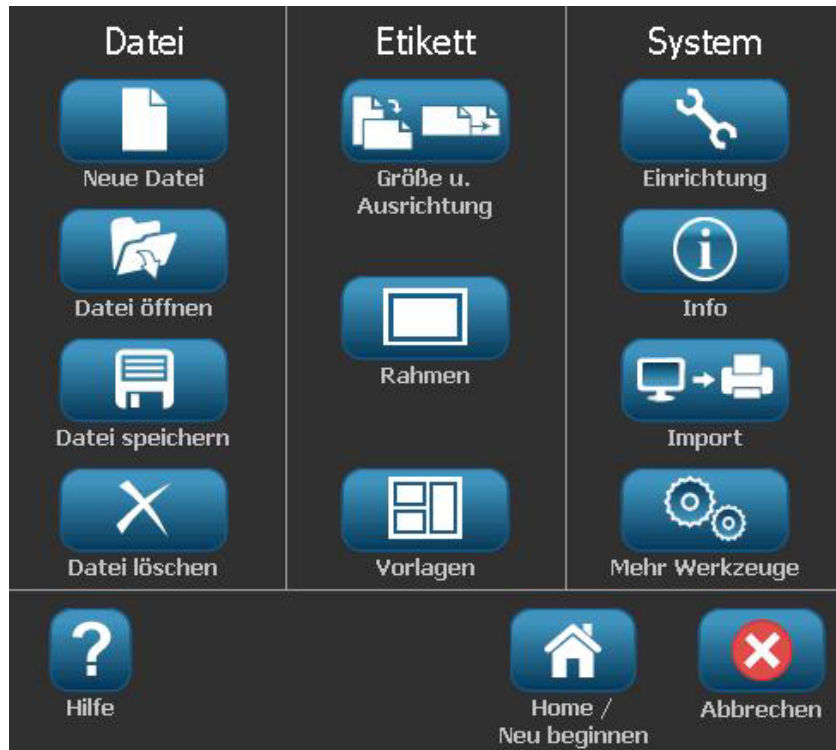 Datei
Neue Datei
Datei öffnen
Datei speichern
Datei löschen
Etikett
Größe u.
Ausrichtung
Rahmen
Vorlagen
System
Einrichtung
Info
Import
Mehr Werkzeuge
?
Hilfe
Home /
Neu beginnen
Abbrechen